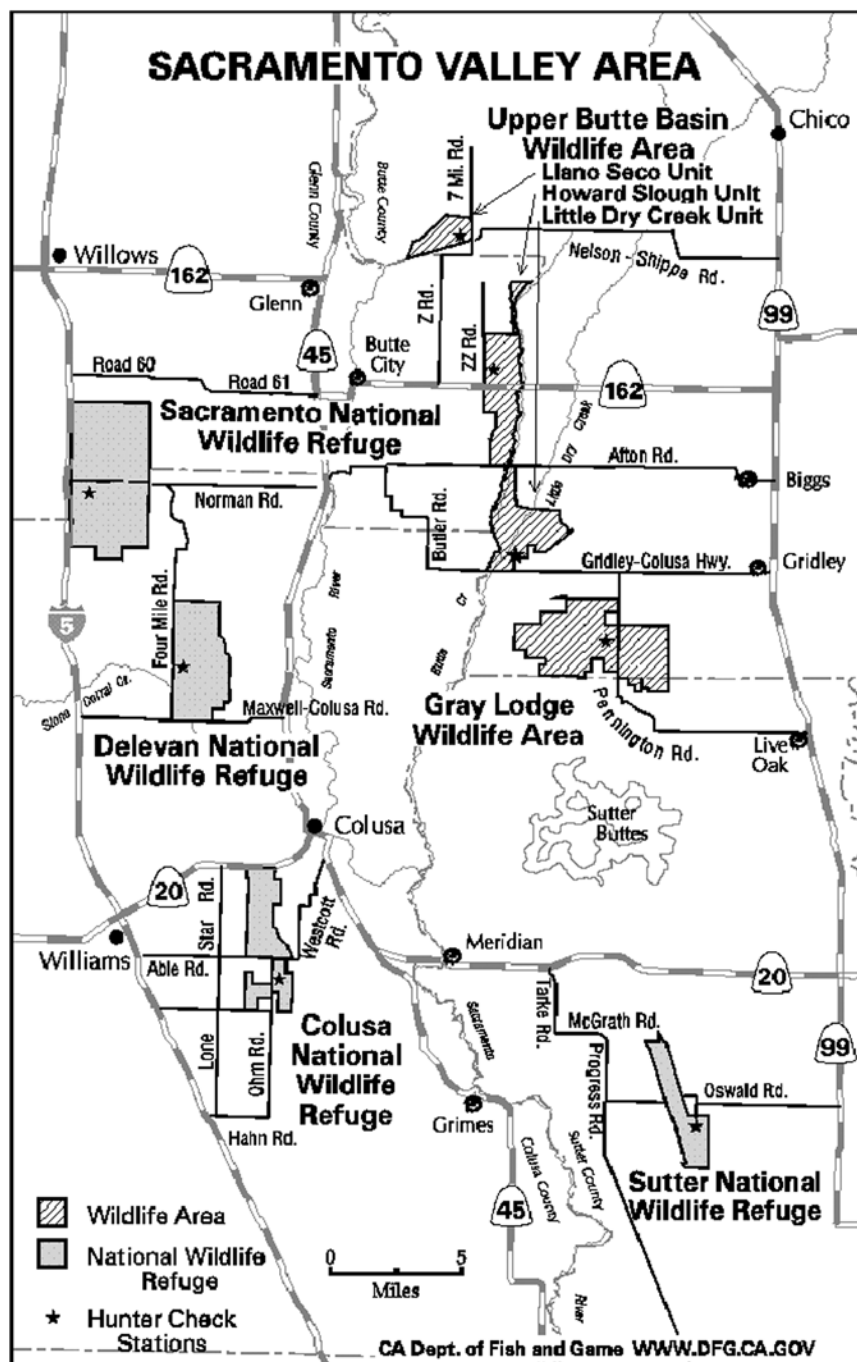 SACRAMENTO VALLEY AREA
Chico
Upper Butte Basin
Wildlife Area
Llano Seco Unit
Howard Slough Unit
Little Dry Creek Unit
7 Mi. Rd.
Glenn County
Butte County
Willows
162
Glenn
Nelson - Shippe Rd.
Z Rd.
ZZ Rd.
99
45
Butte
City
Road 60
Road 61
162
Sacramento National
Wildlife Refuge
Little Dry Creek
Afton Rd.
Biggs
Norman Rd.
Butler Rd.
Gridley-Colusa Hwy.
Gridley
5
Four Mile Rd.
Sacramento River
Butte Cr
Stone Corral Cr.
Maxwell-Colusa Rd.
Gray Lodge
Wildlife Area
Pennington Rd.
Delevan National
Wildlife Refuge
Live
Oak
Sutter
Buttes
Colusa
20
Lone Star Rd.
Westcott Rd.
Williams
Able Rd.
Meridian
20
Tarke Rd.
Sacramento River
McGrath Rd.
Colusa
National
Wildlife
Refuge
Ohm Rd.
Progress Rd.
99
Oswald Rd.
Grimes
Hahn Rd.
Colusa County
Sutter County
45
Sutter National
Wildlife Refuge
Wildlife Area
National Wildlife
Refuge
Hunter Check
Stations
0 5
Miles
CA Dept. of Fish and Game WWW.DFG.CA.GOV